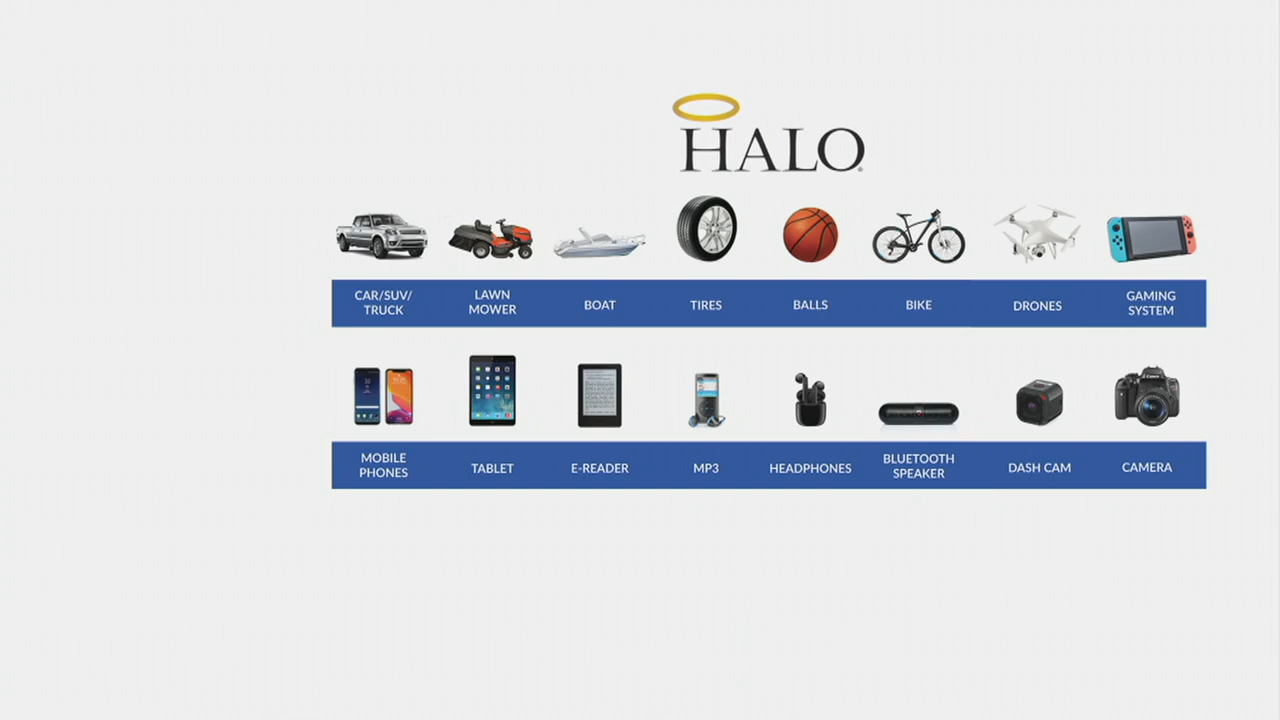 HALO
CAR/SUV/
TRUCK
LAWN
MOWER
BOAT
TIRES
BALLS
BIKE
DRONES
GAMING
SYSTEM
MOBILE
PHONES
TABLET
E-READER
MP3
HEADPHONES
BLUETOOTH
SPEAKER
DASH CAM
CAMERA